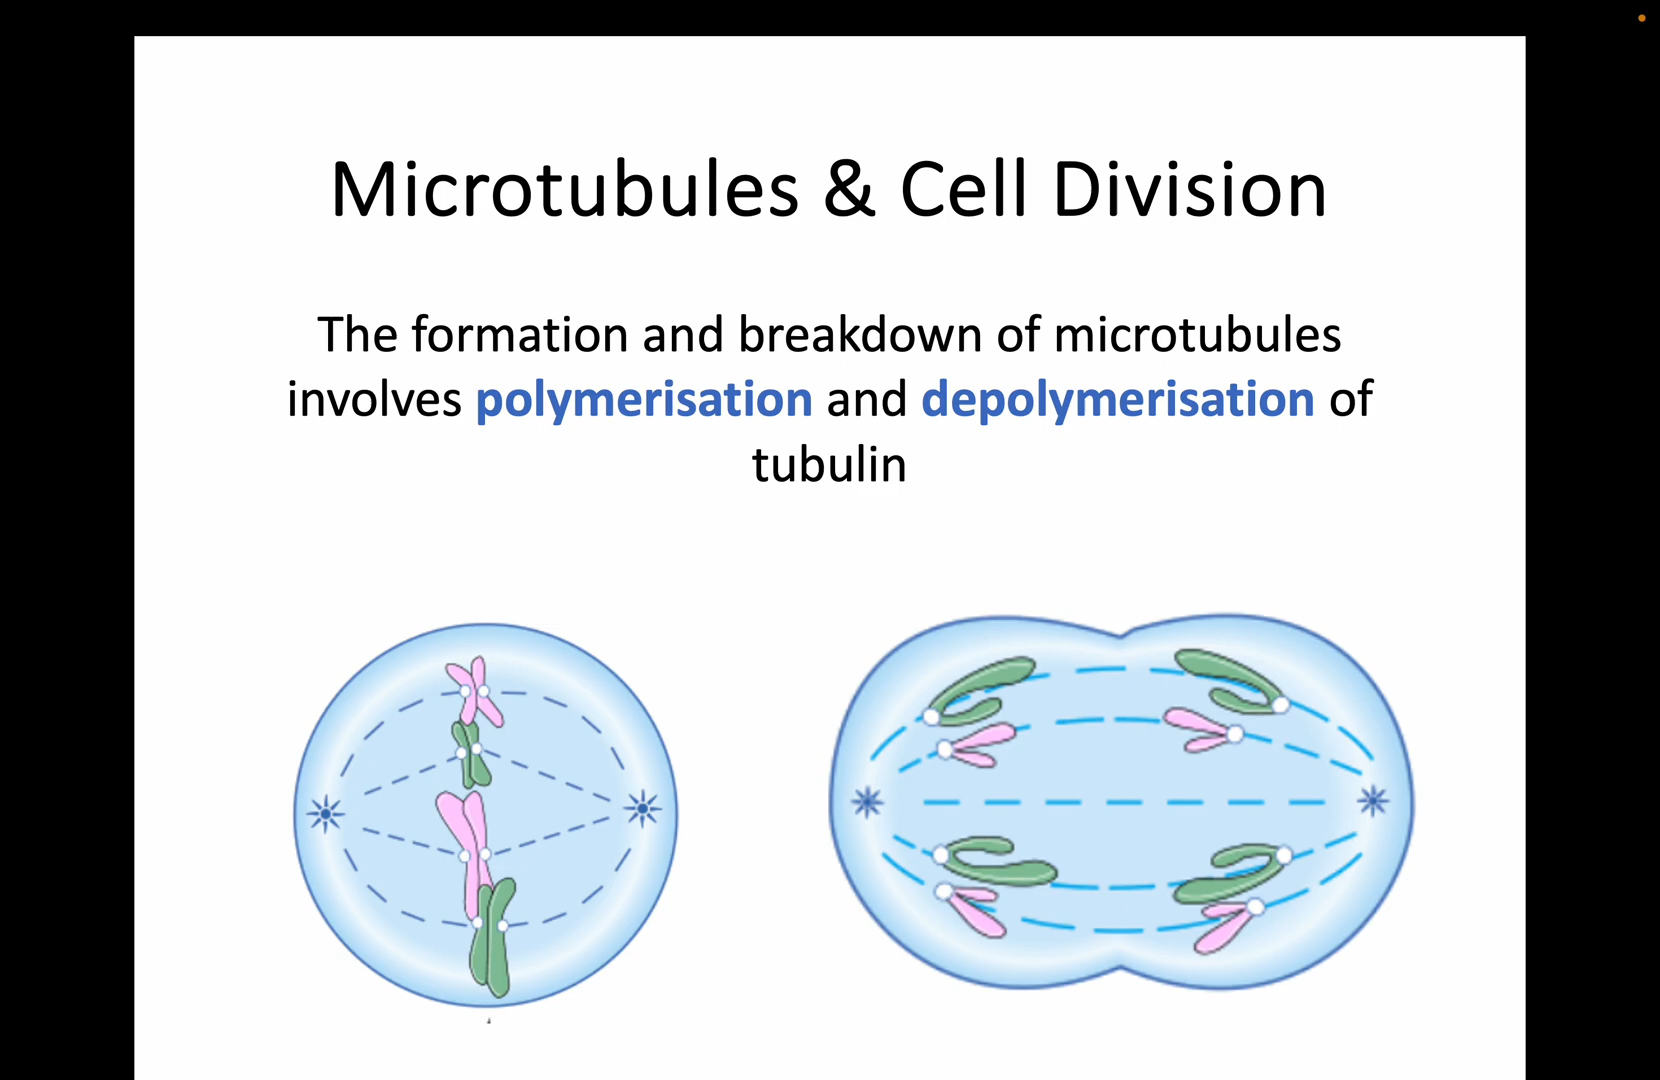 Microtubules & Cell Division
The formation and breakdown of microtubules
involves polymerisation and depolymerisation of
tubulin